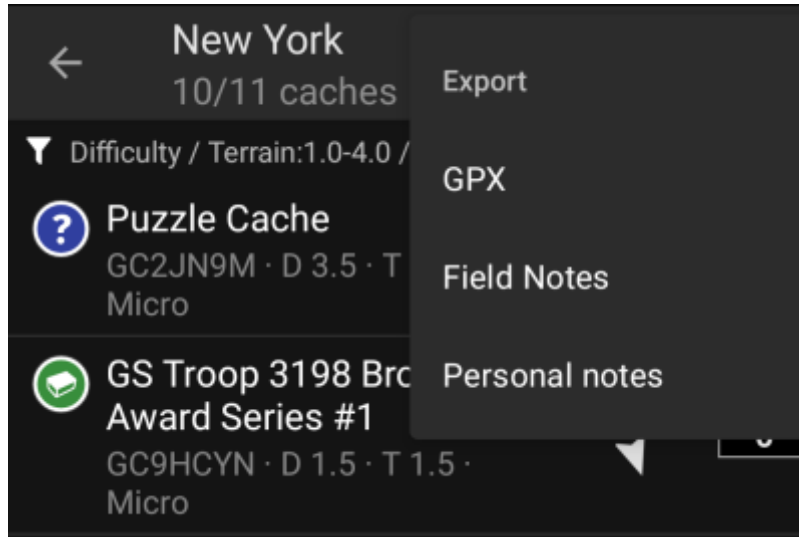 New York
10/11 caches
Difficulty / Terrain:1.0-4.0 /
Puzzle Cache
GC2JN9M · D 3.5 · T
Micro
GS Troop 3198
Award Series #1
GC9HCYN · D 1.5 · T 1.5 ·
Micro
Export
GPX
Field Notes
Personal notes